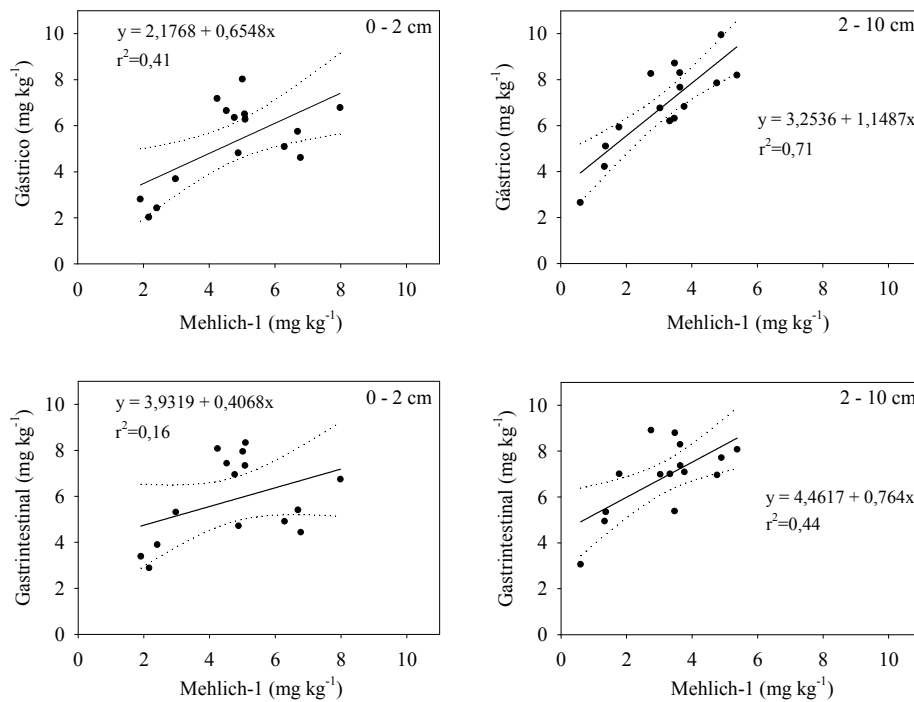 y = 2,1768 + 0,6548x
r²=0,41
0 - 2 cm
Gástrico (mg kg⁻¹)
10
8
6
4
2
0
0 2 4 6 8 10
Mehlich-1 (mg kg⁻¹)
2 - 10 cm
y = 3,2536 + 1,1487x
r²=0,71
Gástrico (mg kg⁻¹)
10
8
6
4
2
0
0 2 4 6 8 10
Mehlich-1 (mg kg⁻¹)
y = 3,9319 + 0,4068x
r²=0,16
0 - 2 cm
Gastrintestinal (mg kg⁻¹)
10
8
6
4
2
0
0 2 4 6 8 10
Mehlich-1 (mg kg⁻¹)
2 - 10 cm
y = 4,4617 + 0,764x
r²=0,44
Gastrintestinal (mg kg⁻¹)
10
8
6
4
2
0
0 2 4 6 8 10
Mehlich-1 (mg kg⁻¹)